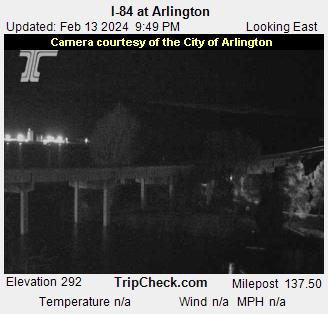 I-84 at Arlington
Updated: Feb 13 2024 9:49 PM Looking East
Camera courtesy of the City of Arlington
Elevation 292 TripCheck.com Milepost 137.50
Temperature n/a Wind n/a MPH n/a